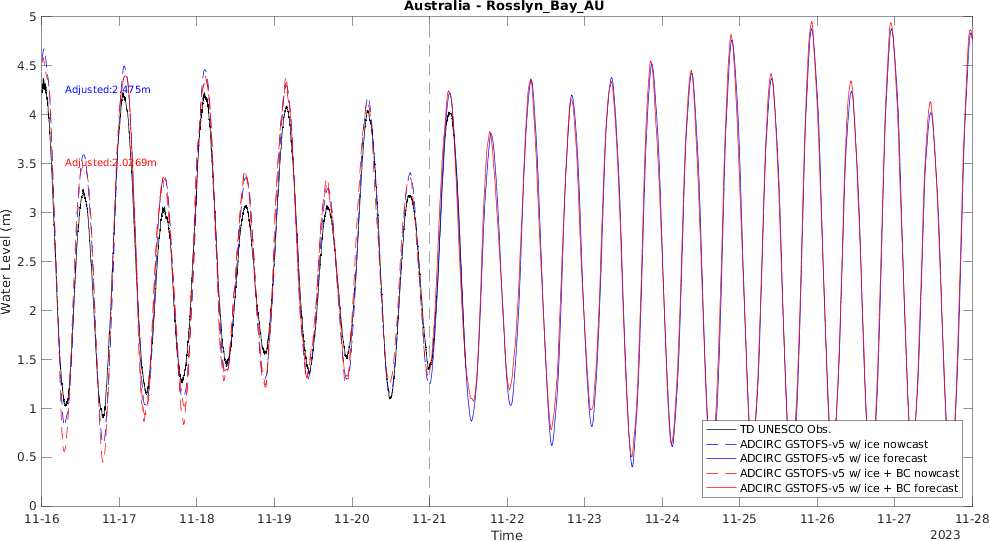 Australia - Rosslyn_Bay_AU
Water Level (m)
5
4.5
4
3.5
3
2.5
2
1.5
1
0.5
0
Adjusted:2.475m
Adjusted:2.0269m
TD UNESCO Obs.
ADCIRC GSTOFS-v5 w/ ice nowcast
ADCIRC GSTOFS-v5 w/ ice forecast
ADCIRC GSTOFS-v5 w/ ice + BC nowcast
ADCIRC GSTOFS-v5 w/ ice + BC forecast
11-16 11-17 11-18 11-19 11-20 11-21 11-22 11-23 11-24 11-25 11-26 11-27 11-28
Time
2023